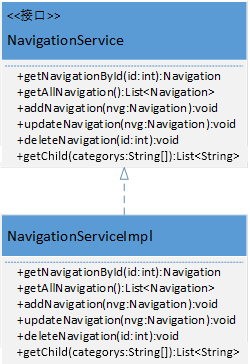 <<接口>>
NavigationService
+getNavigationById(id:int):Navigation
+getAllNavigation():List<Navigation>
+addNavigation(nvg:Navigation):void
+updateNavigation(nvg:Navigation):void
+deleteNavigation(id:int):void
+getChild(categorys:String[]):List<String>
NavigationServiceImpl
+getNavigationById(id:int):Navigation
+getAllNavigation():List<Navigation>
+addNavigation(nvg:Navigation):void
+updateNavigation(nvg:Navigation):void
+deleteNavigation(id:int):void
+getChild(categorys:String[]):List<String>